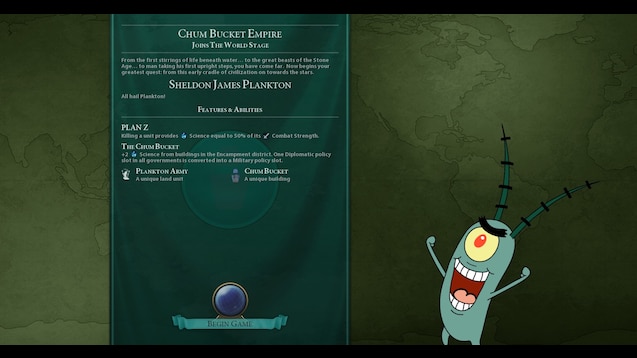 CHUM BUCKET EMPIRE
JOINS THE WORLD STAGE
From the first stirrings of life beneath water... to the great beasts of the Stone
Age... to man taking his first upright steps, you have come far. Now begins your
greatest quest: from this early cradle of civilization on towards the stars.
SHELDON JAMES PLANKTON
All hail Plankton!
FEATURES & ABILITIES
PLAN Z
Killing a unit provides Science equal to 50% of its Combat Strength.
THE CHUM BUCKET
+2 Science from buildings in the Encampment district. One Diplomatic policy
slot in all governments is converted into a Military policy slot.
PLANKTON ARMY
A unique land unit
CHUM BUCKET
A unique building
BEGIN GAME